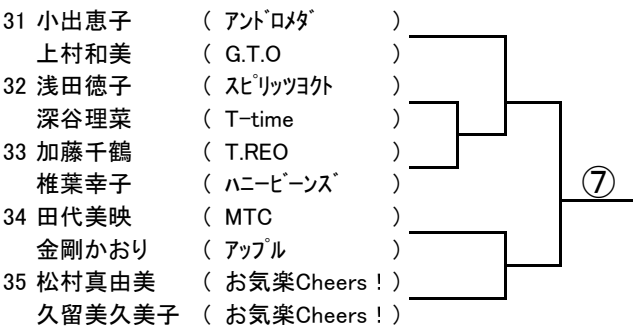 31 小出恵子 ( アンドロメダ )
上村和美 ( G.T.O )
32 浅田徳子 ( スピリッツヨクト )
深谷理菜 ( T-time )
33 加藤千鶴 ( T.REO )
椎葉幸子 ( ハニービーンズ )
⑦
34 田代美映 ( MTC )
金剛かおり ( アップル )
35 松村真由美 ( お気楽Cheers！)
久留美久美子 ( お気楽Cheers！)